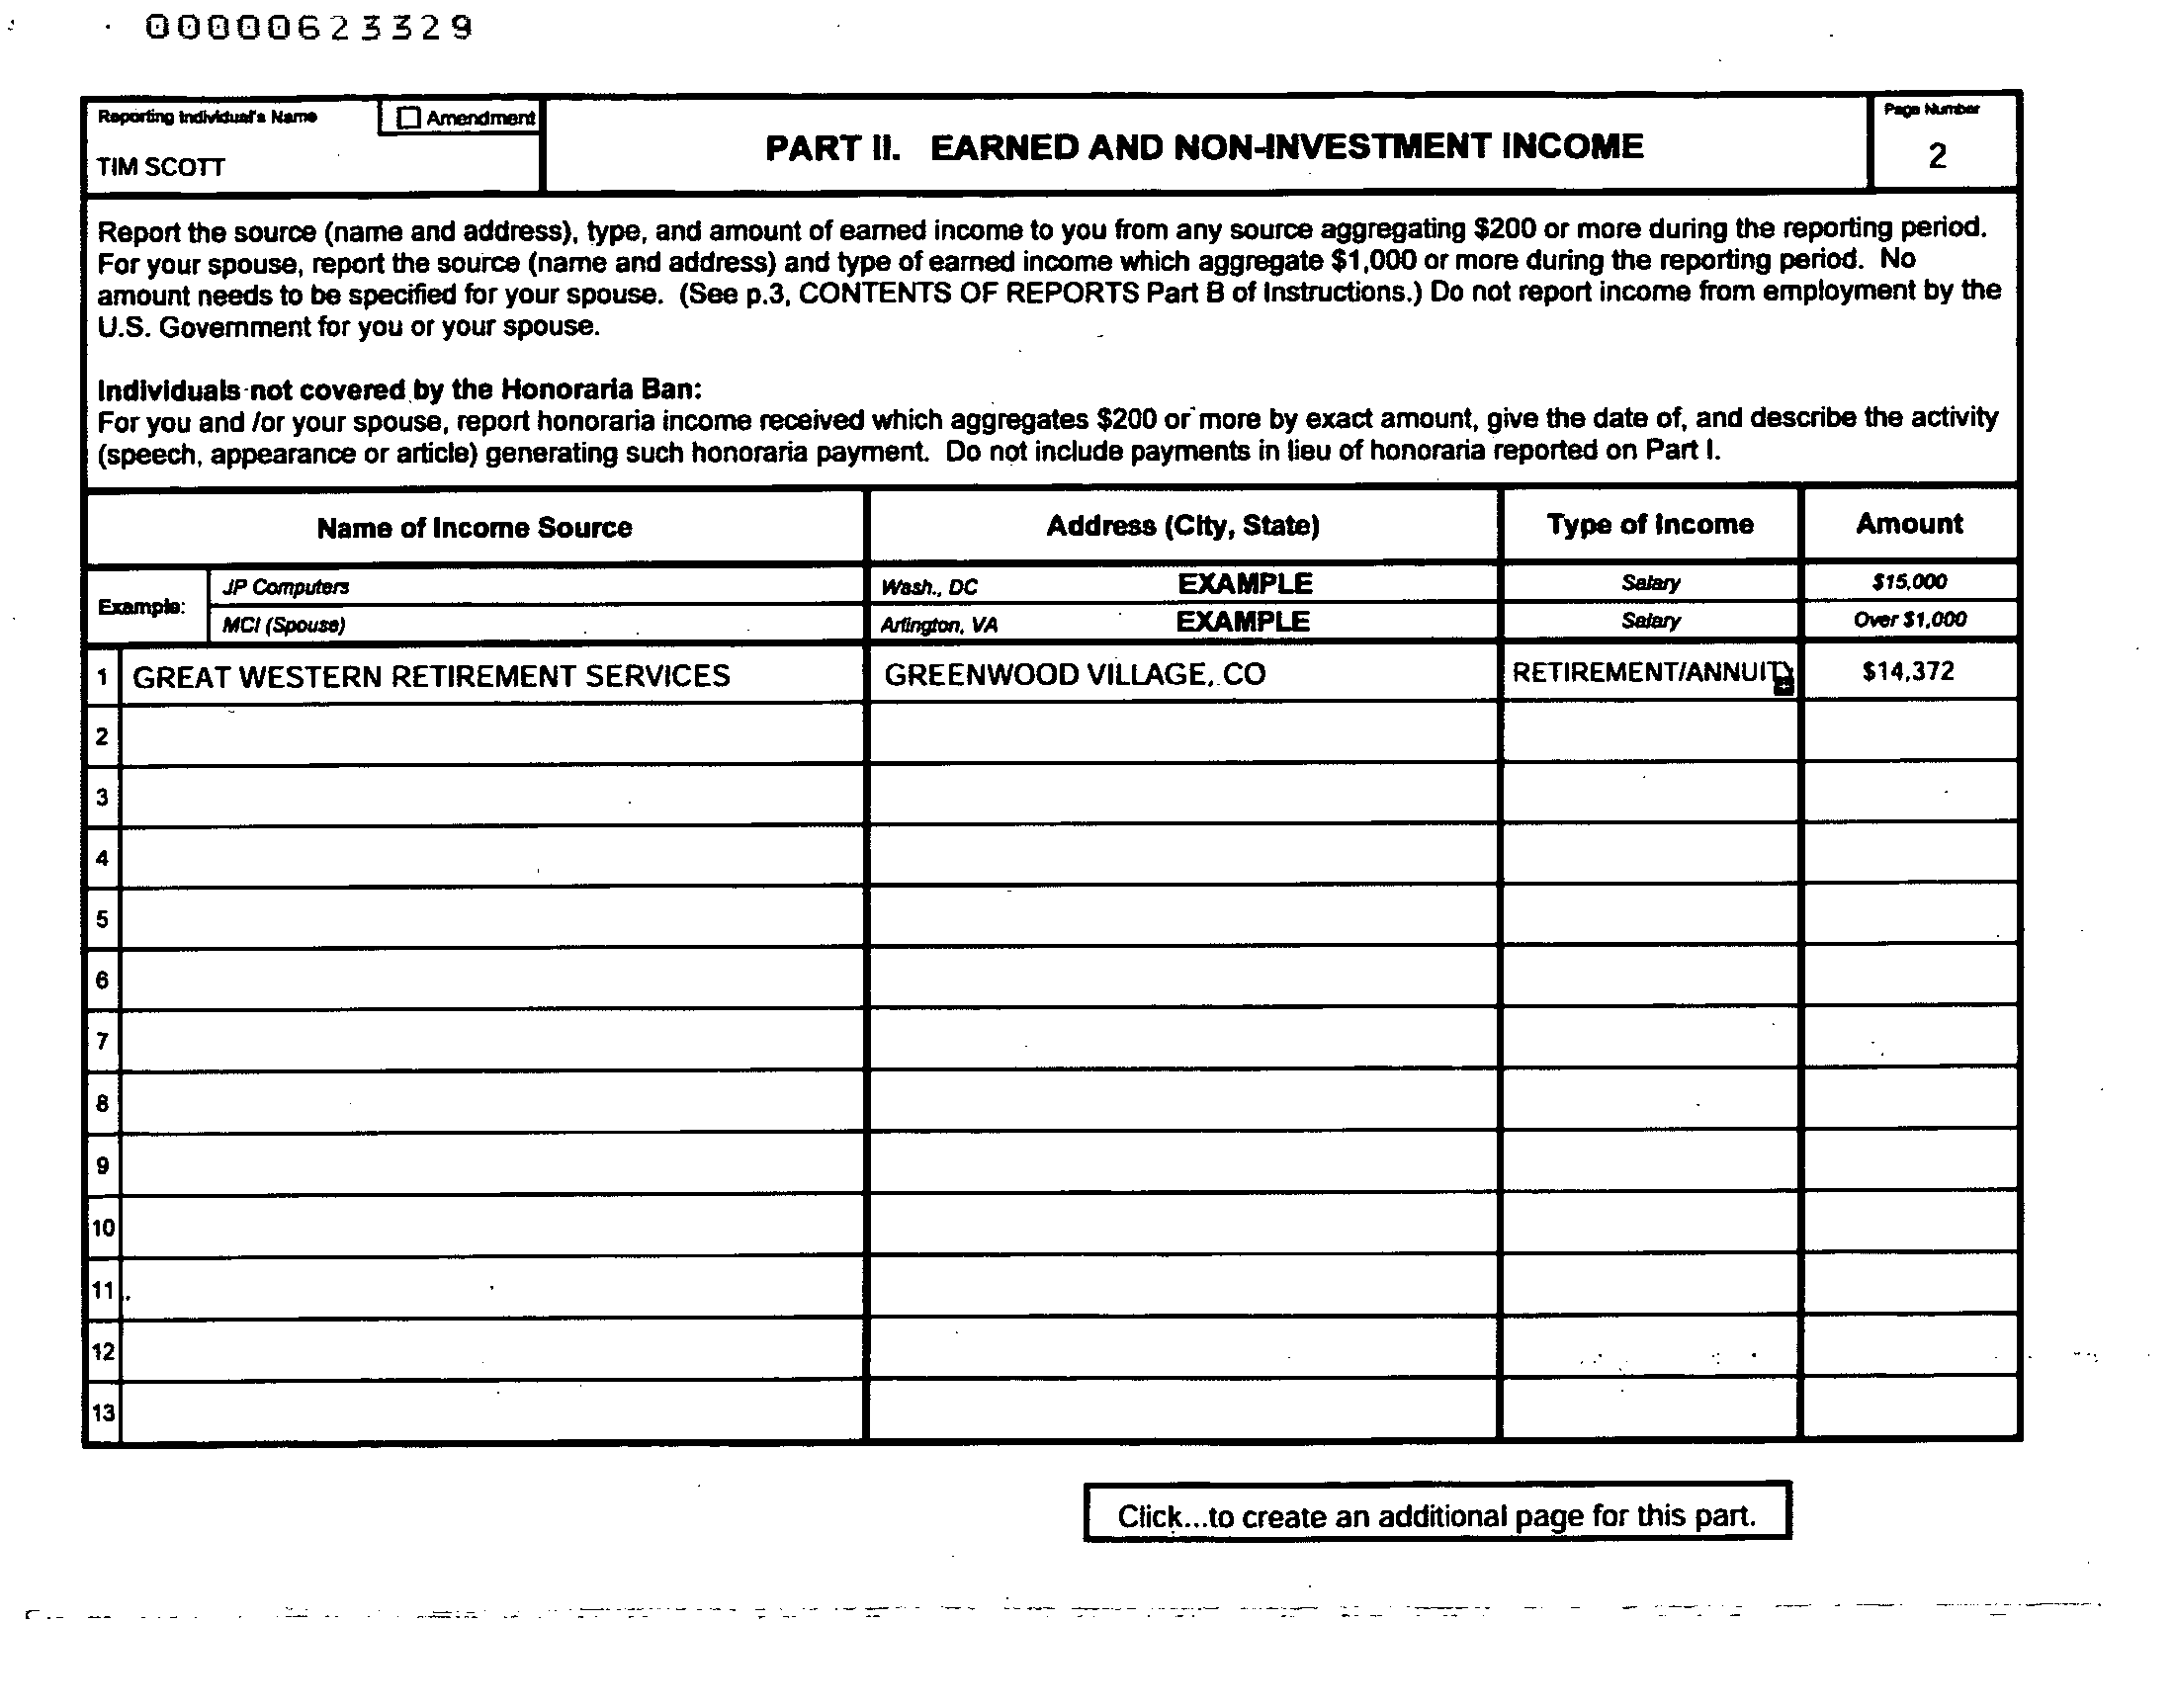 00000623329
Reporting Individual's Name
Amendment
TIM SCOTT
PART II. EARNED AND NON-INVESTMENT INCOME
Page Number
2
Report the source (name and address), type, and amount of earned income to you from any source aggregating $200 or more during the reporting period.
For your spouse, report the source (name and address) and type of earned income which aggregate $1,000 or more during the reporting period. No
amount needs to be specified for your spouse. (See p.3, CONTENTS OF REPORTS Part B of Instructions.) Do not report income from employment by the
U.S. Government for you or your spouse.
Individuals not covered by the Honoraria Ban:
For you and /or your spouse, report honoraria income received which aggregates $200 or more by exact amount, give the date of, and describe the activity
(speech, appearance or article) generating such honoraria payment. Do not include payments in lieu of honoraria reported on Part I.
Name of Income Source Address (City, State) Type of Income Amount
Example:
JP Computers Wash., DC EXAMPLE Salary $15,000
MCI (Spouse) Arlington, VA EXAMPLE Salary Over $1,000
1 GREAT WESTERN RETIREMENT SERVICES GREENWOOD VILLAGE, CO RETIREMENT/ANNUITY $14,372
2
3
4
5
6
7
8
9
10
11
12
13
Click...to create an additional page for this part.